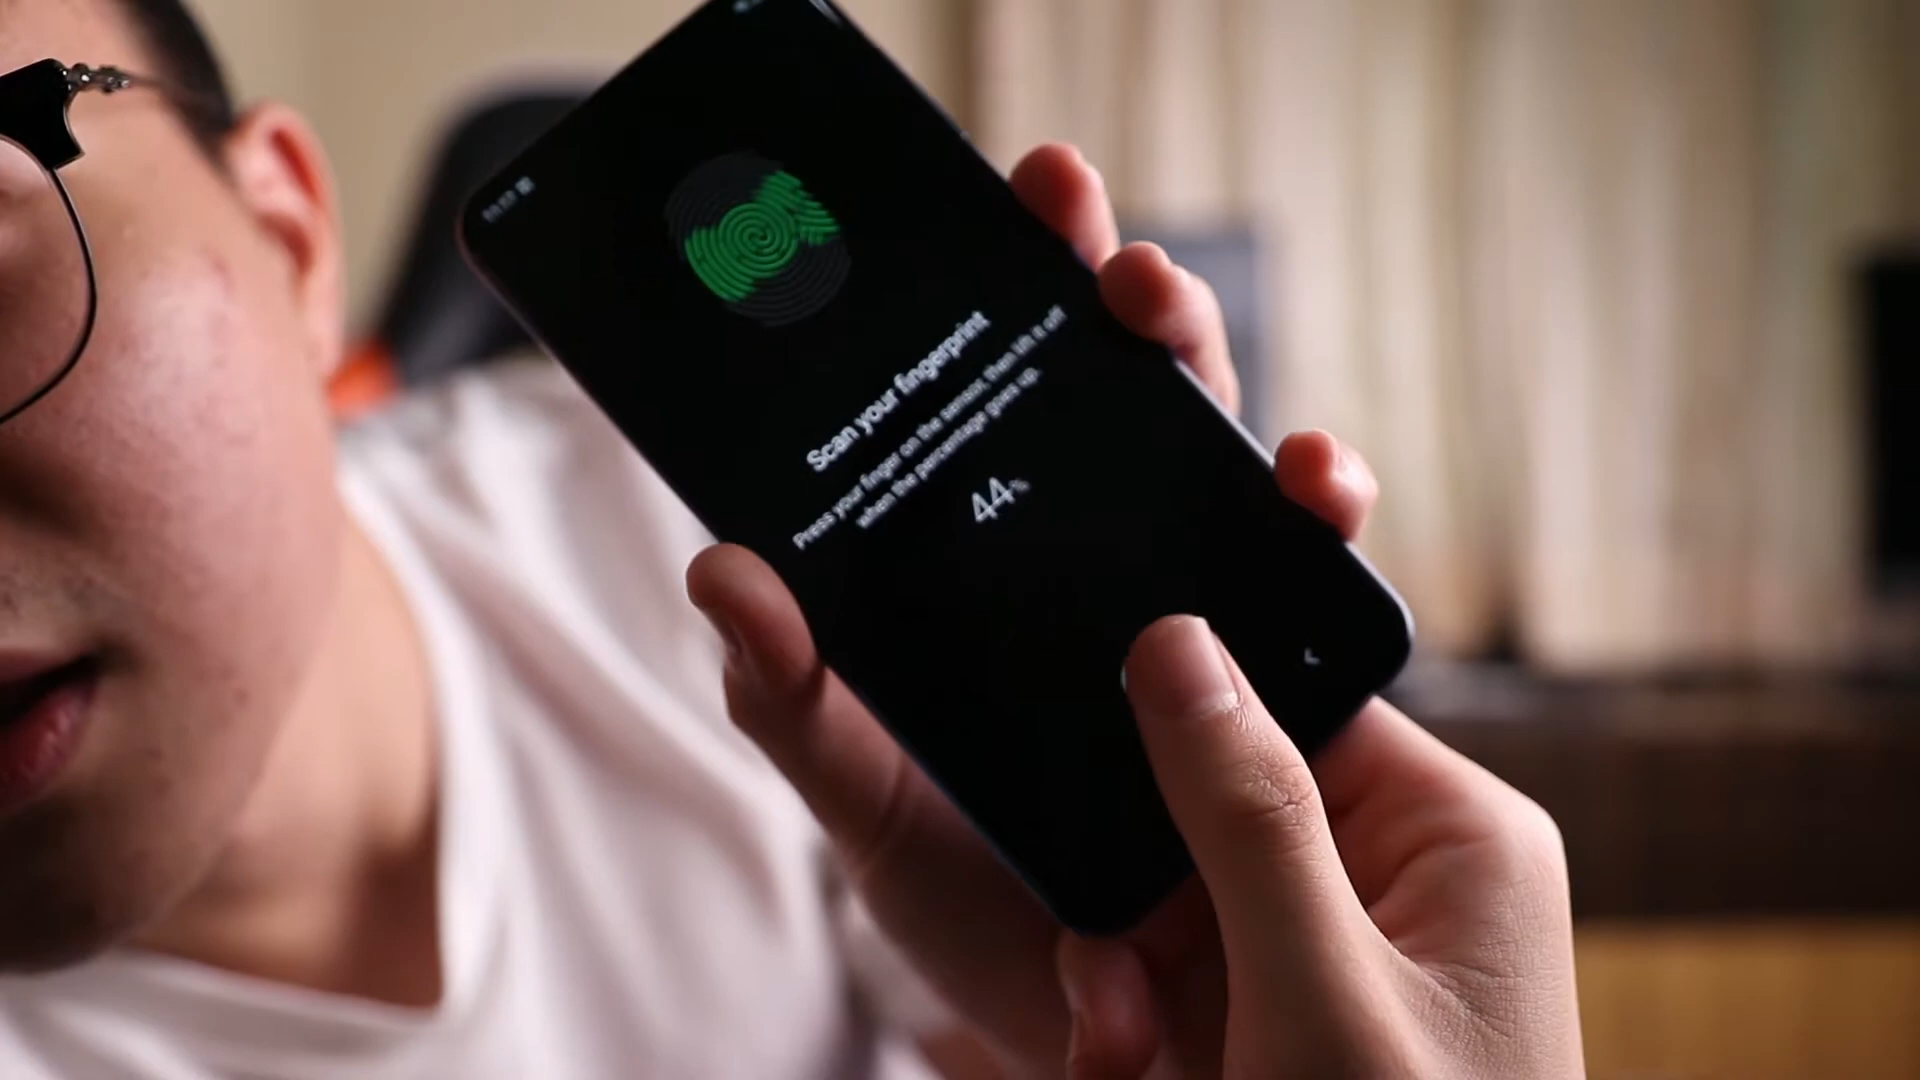 Scan your fingerprint
Press your finger on the sensor, then lift it off
when the percentage goes up.
44%